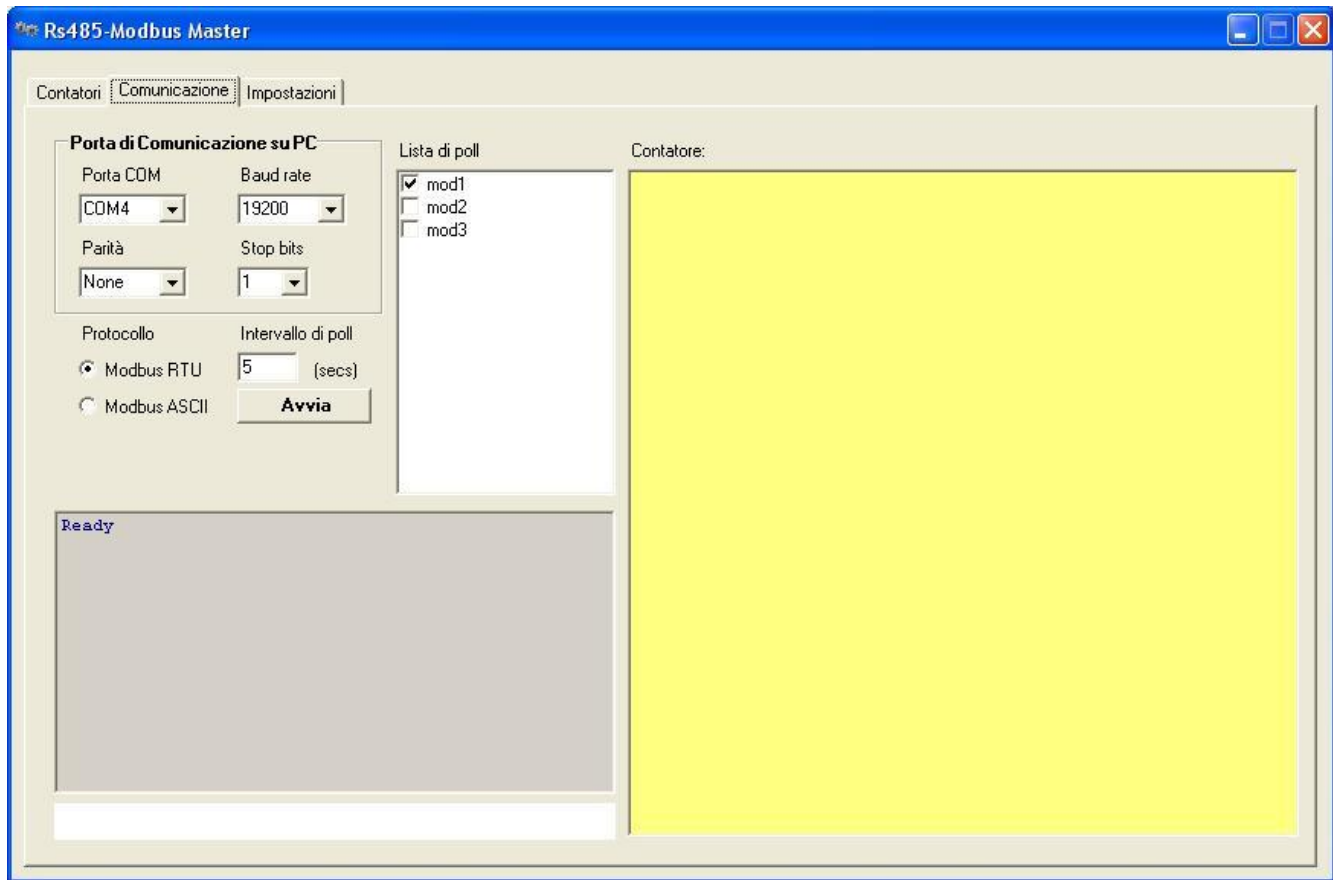 Rs485-Modbus Master
Contatori Comunicazione Impostazioni
Porta di Comunicazione su PC
Porta COM Baud rate
COM4 19200
Parità Stop bits
None 1
Protocollo Intervallo di poll
Modbus RTU 5 (secs)
Modbus ASCII Avvia
Lista di poll
mod1
mod2
mod3
Contatore:
Ready